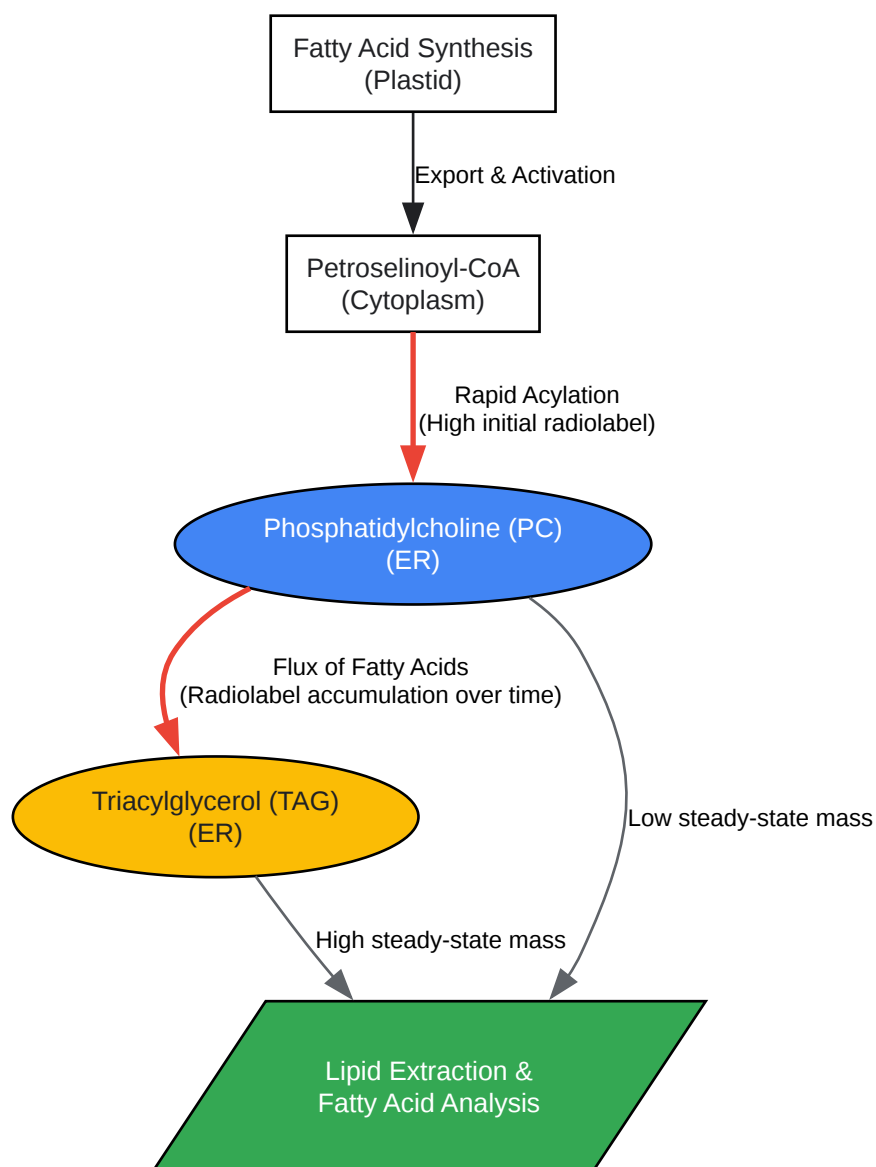 Fatty Acid Synthesis
(Plastid)
Export & Activation
Petroselinoyl-CoA
(Cytoplasm)
Rapid Acylation
(High initial radiolabel)
Phosphatidylcholine (PC)
(ER)
Flux of Fatty Acids
(Radiolabel accumulation over time)
Triacylglycerol (TAG)
(ER)
Low steady-state mass
High steady-state mass
Lipid Extraction &
Fatty Acid Analysis